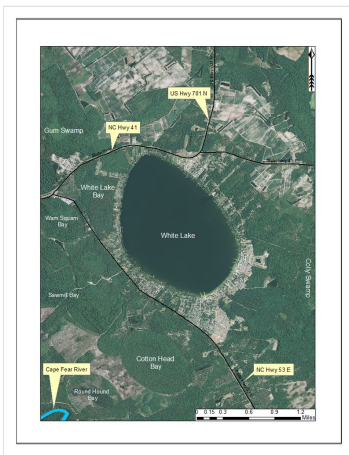 US Hwy 701 N
NC Hwy 41
Gum Swamp
White Lake
Bay
Wam Squam
Bay
White Lake
Colly Swamp
Sawmill Bay
Cotton Head
Bay
Cape Fear River
NC Hwy 53 E
Round Hound
Bay
0 0.15 0.3 0.6 0.9 1.2
Miles